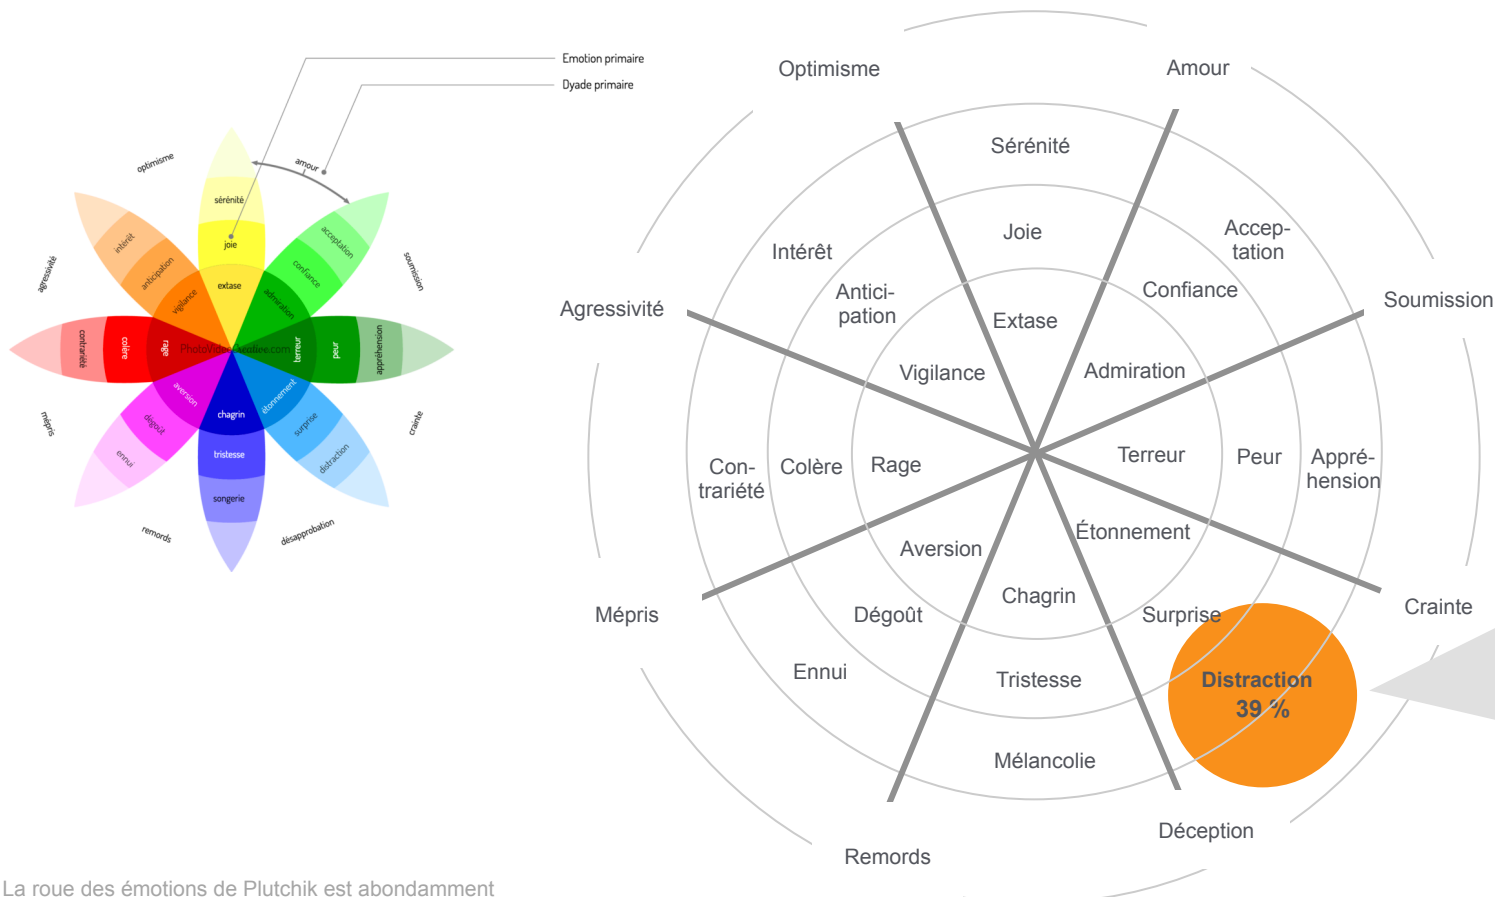 Emotion primaire
Dyade primaire
optimisme
amour
sérénité
joie
extase
intérêt
anticipation
vigilance
acceptation
confiance
admiration
agressivité
soumission
contrariété
colère
rage
PhotoVideoCreative.com
terreur
peur
appréhension
aversion
dégoût
ennui
chagrin
tristesse
songerie
étonnement
surprise
distraction
mépris
crainte
remords
désapprobation
Optimisme
Amour
Sérénité
Intérêt
Joie
Accep-
tation
Antici-
pation
Confiance
Agressivité
Soumission
Extase
Vigilance
Admiration
Con-
trariété
Colère
Rage
Terreur
Peur
Appré-
hension
Aversion
Étonnement
Chagrin
Mépris
Dégoût
Surprise
Crainte
Ennui
Tristesse
Distraction
39 %
Mélancolie
Déception
Remords
La roue des émotions de Plutchik est abondamment